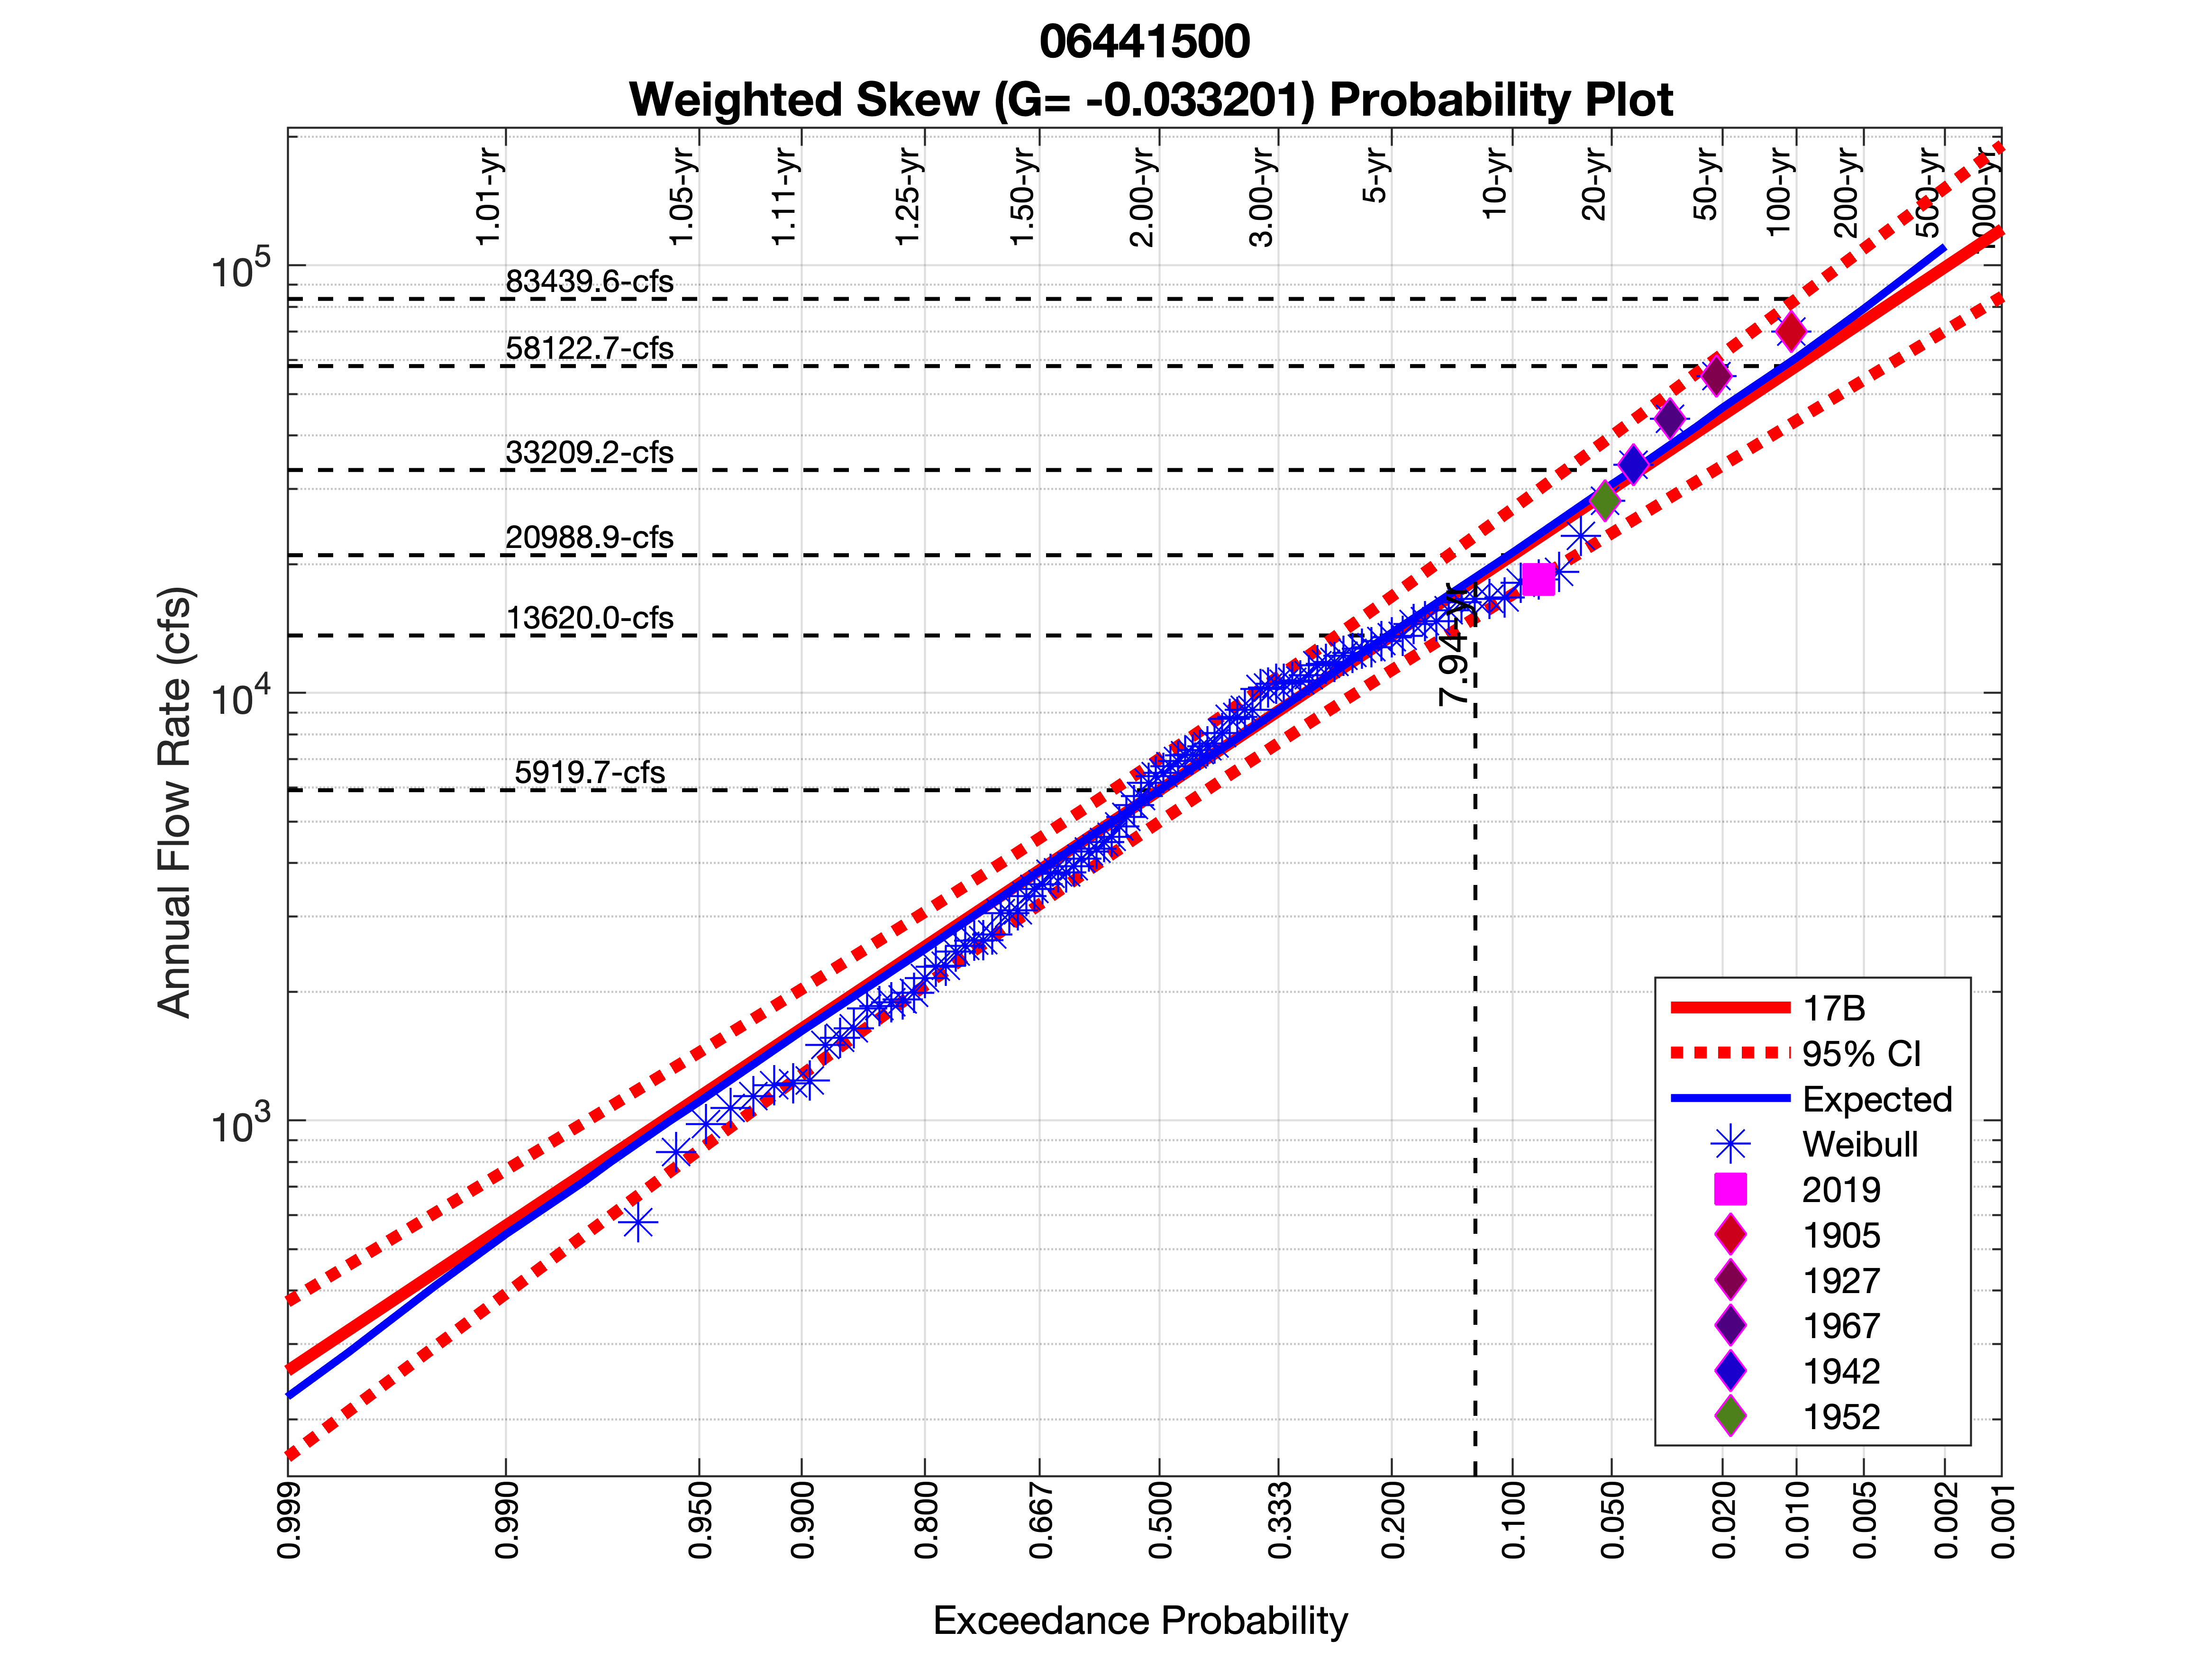 06441500
Weighted Skew (G= -0.033201) Probability Plot
1.01-yr
1.05-yr
1.11-yr
1.25-yr
1.50-yr
2.00-yr
3.00-yr
5-yr
10-yr
20-yr
50-yr
100-yr
200-yr
500-yr
000-yr
10^5
10^4
10^3
Annual Flow Rate (cfs)
83439.6-cfs
58122.7-cfs
33209.2-cfs
20988.9-cfs
13620.0-cfs
5919.7-cfs
7.94-yr
17B
95% CI
Expected
Weibull
2019
1905
1927
1967
1942
1952
0.999
0.990
0.950
0.900
0.800
0.667
0.500
0.333
0.200
0.100
0.050
0.020
0.010
0.005
0.002
0.001
Exceedance Probability